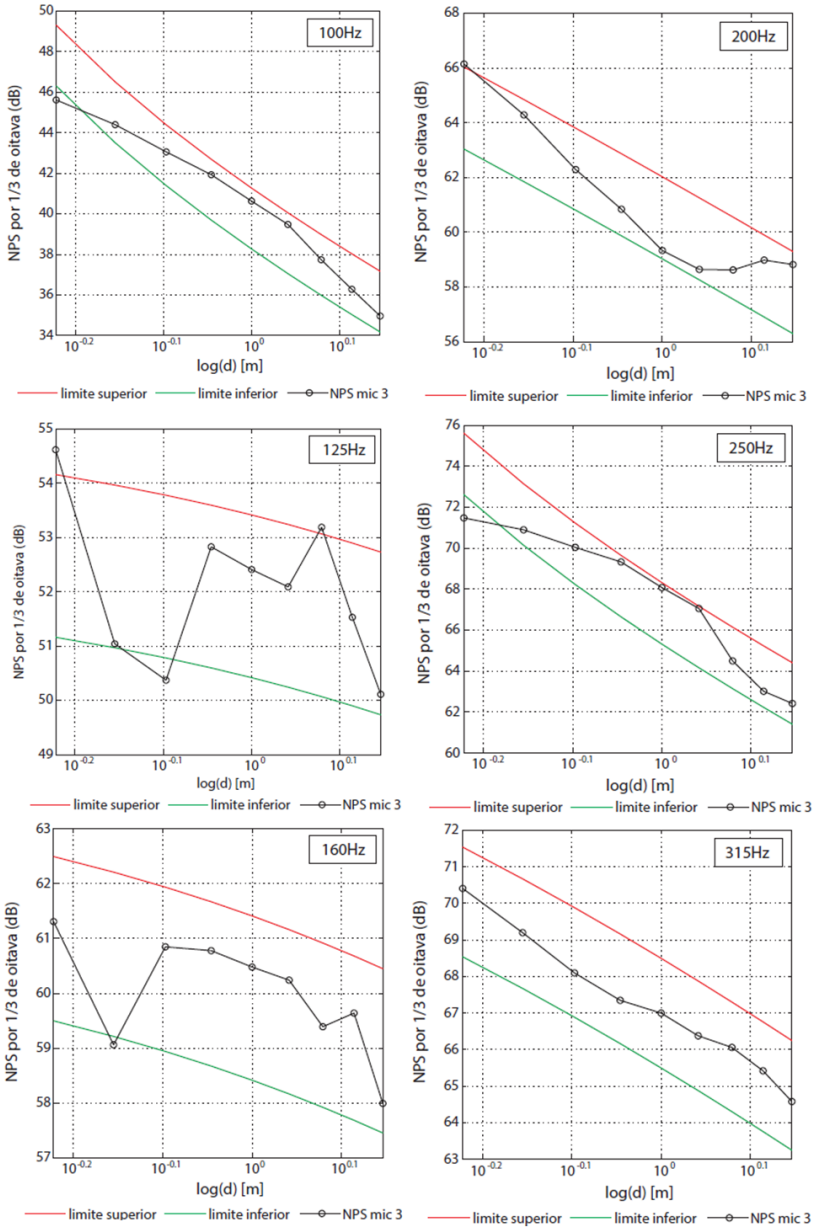 50
48
46
44
42
40
38
36
34
NPS por 1/3 de oitava (dB)
100Hz
10^-0.2 10^-0.1 10^0 10^0.1
log(d) [m]
limite superior limite inferior NPS mic 3
68
66
64
62
60
58
56
NPS por 1/3 de oitava (dB)
200Hz
10^-0.2 10^-0.1 10^0 10^0.1
log(d) [m]
limite superior limite inferior NPS mic 3
55
54
53
52
51
50
49
NPS por 1/3 de oitava (dB)
125Hz
10^-0.2 10^-0.1 10^0 10^0.1
log(d) [m]
limite superior limite inferior NPS mic 3
76
74
72
70
68
66
64
62
60
NPS por 1/3 de oitava (dB)
250Hz
10^-0.2 10^-0.1 10^0 10^0.1
log(d) [m]
limite superior limite inferior NPS mic 3
63
62
61
60
59
58
57
NPS por 1/3 de oitava (dB)
160Hz
10^-0.2 10^-0.1 10^0 10^0.1
log(d) [m]
limite superior limite inferior NPS mic 3
72
71
70
69
68
67
66
65
64
63
NPS por 1/3 de oitava (dB)
315Hz
10^-0.2 10^-0.1 10^0 10^0.1
log(d) [m]
limite superior limite inferior NPS mic 3